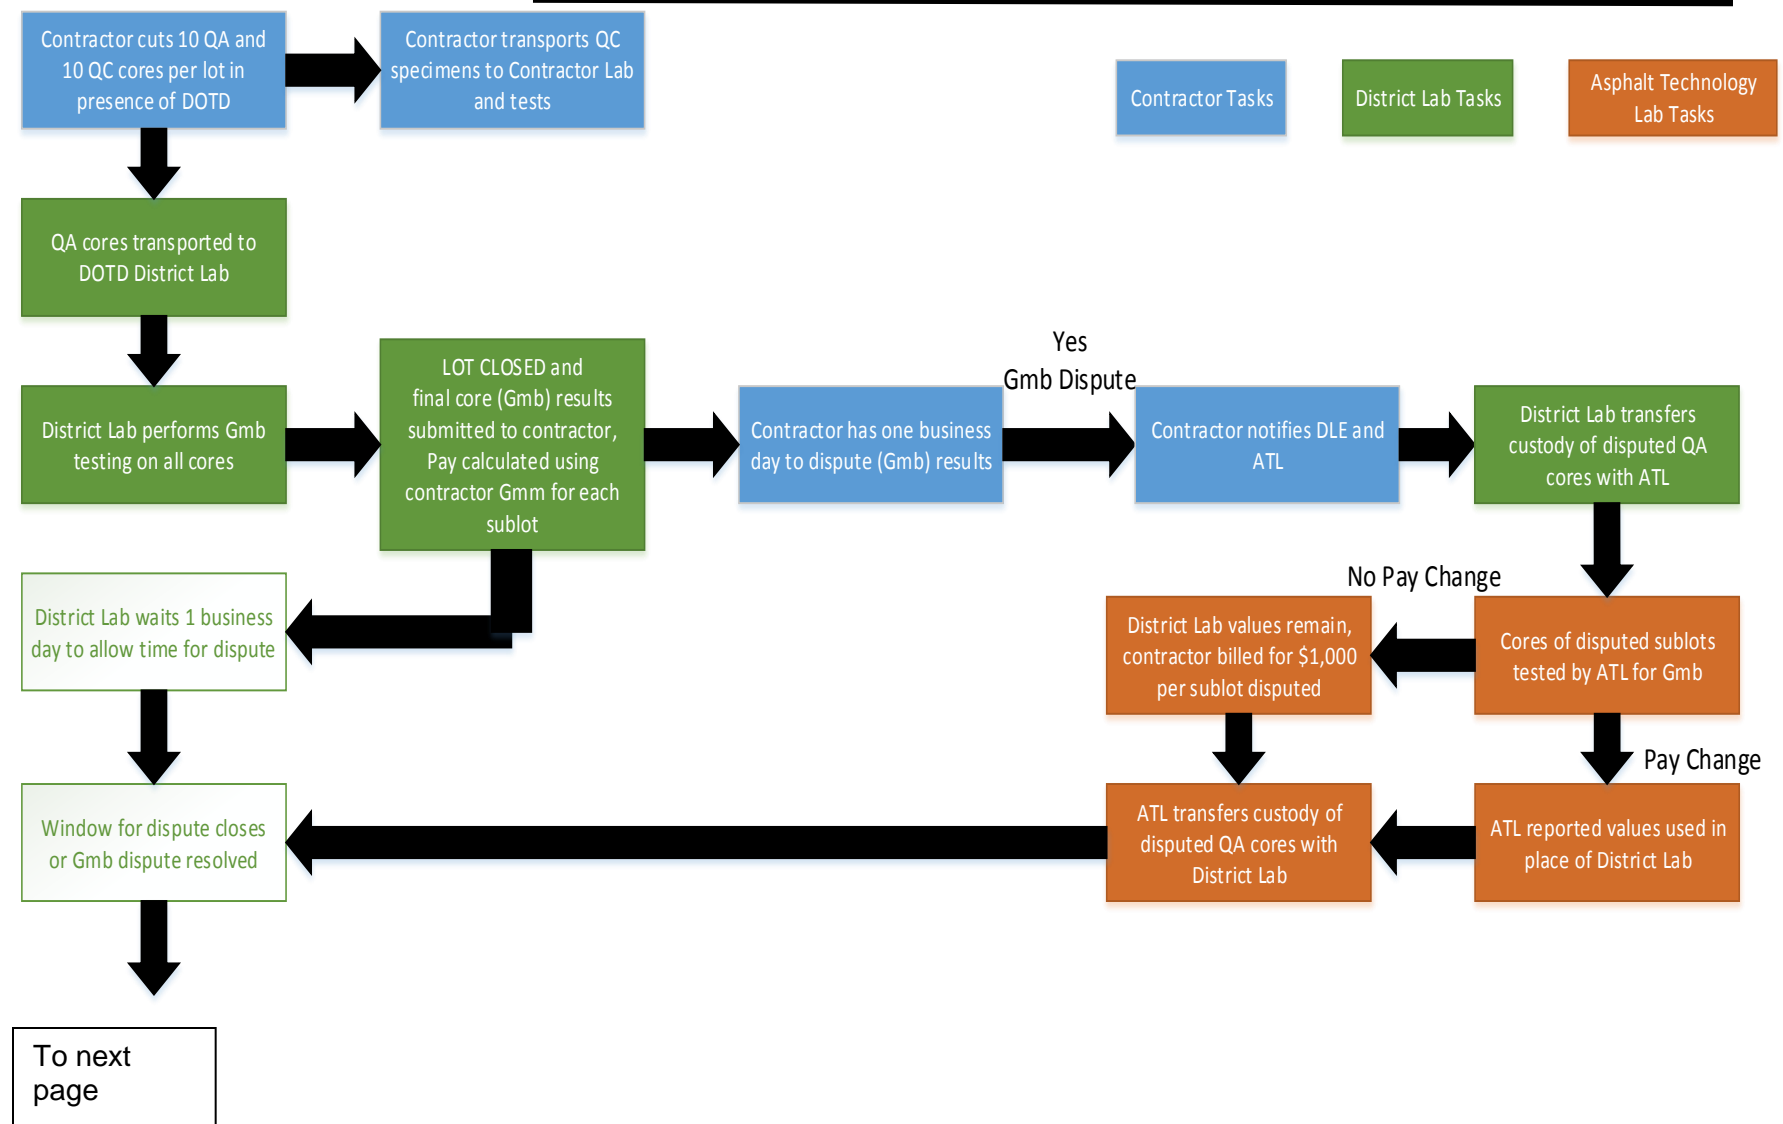 Contractor cuts 10 QA and
10 QC cores per lot in
presence of DOTD
Contractor transports QC
specimens to Contractor Lab
and tests
Contractor Tasks
District Lab Tasks
Asphalt Technology
Lab Tasks
QA cores transported to
DOTD District Lab
District Lab performs Gmb
testing on all cores
LOT CLOSED and
final core (Gmb) results
submitted to contractor,
Pay calculated using
contractor Gmm for each
sublot
Contractor has one business
day to dispute (Gmb) results
Yes
Gmb Dispute
Contractor notifies DLE and
ATL
District Lab transfers
custody of disputed QA
cores with ATL
District Lab waits 1 business
day to allow time for dispute
No Pay Change
District Lab values remain,
contractor billed for $1,000
per sublot disputed
Cores of disputed sublots
tested by ATL for Gmb
Pay Change
Window for dispute closes
or Gmb dispute resolved
ATL transfers custody of
disputed QA cores with
District Lab
ATL reported values used in
place of District Lab
To next
page